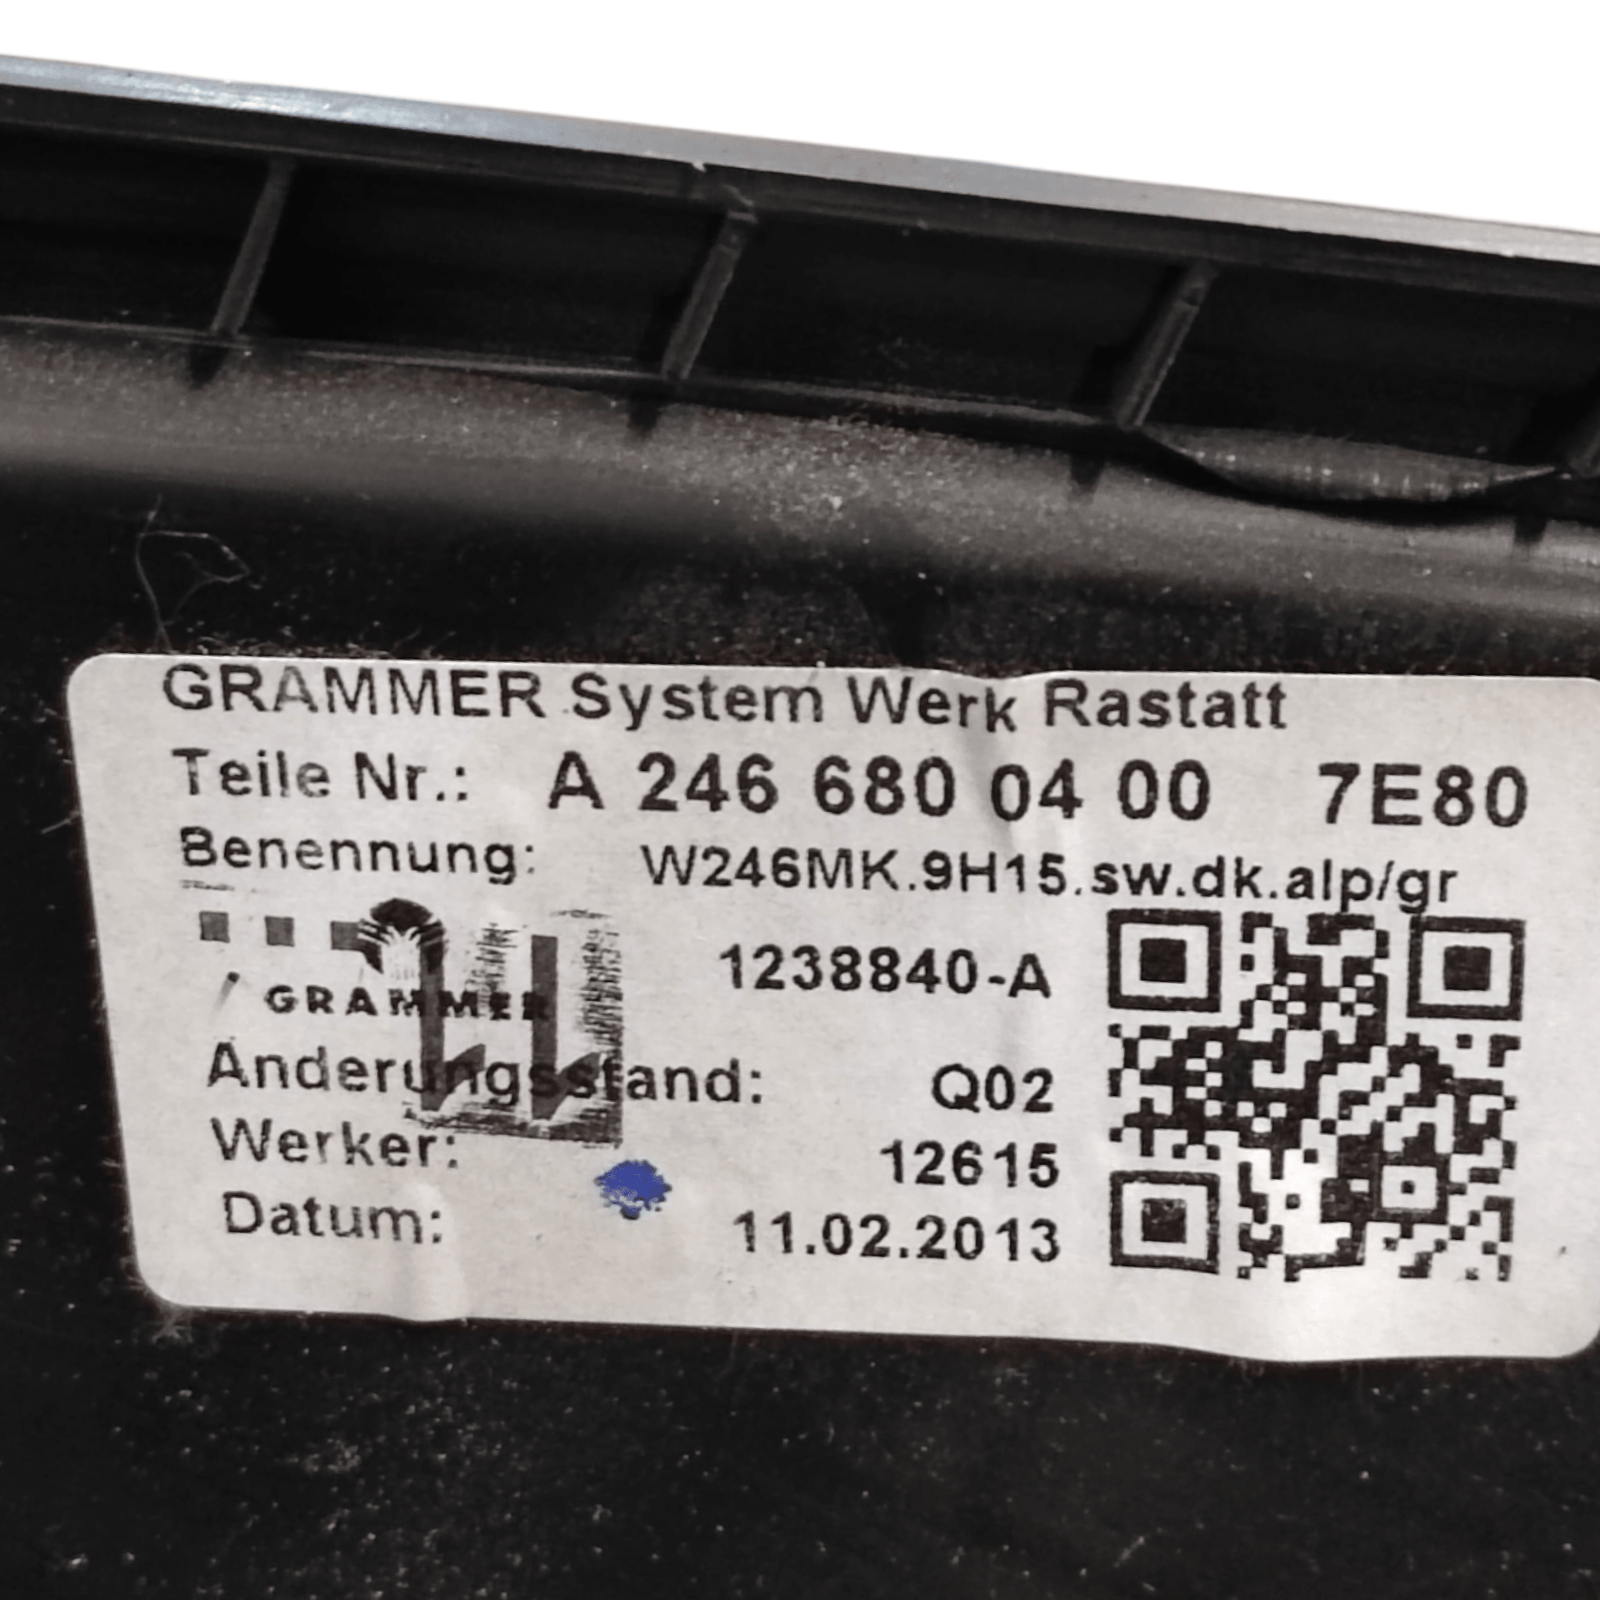 GRAMMER System Werk Rastatt
Teile Nr.: A 246 680 04 00 7E80
Benennung: W246MK.9H15.sw.dk.alp/gr
GRAMMER
1238840-A
Änderungsstand: Q02
Werker: 12615
Datum: 11.02.2013